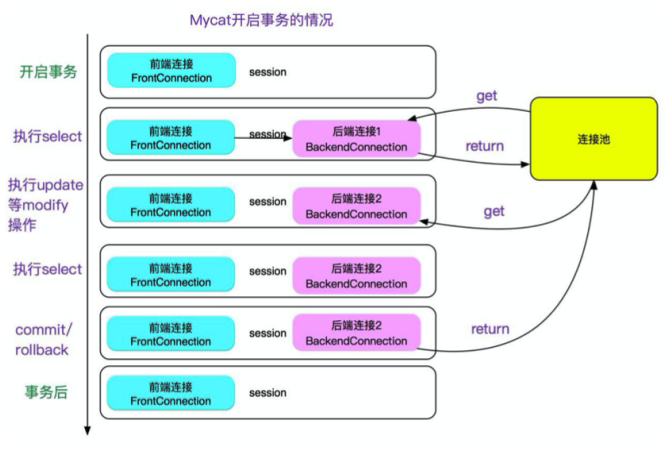 Mycat开启事务的情况
开启事务
前端连接
FrontConnection
session
执行select
前端连接
FrontConnection
session
后端连接1
BackendConnection
get
return
连接池
执行update
等modify
操作
前端连接
FrontConnection
session
后端连接2
BackendConnection
get
执行select
前端连接
FrontConnection
session
后端连接2
BackendConnection
commit/
rollback
前端连接
FrontConnection
session
后端连接2
BackendConnection
return
事务后
前端连接
FrontConnection
session